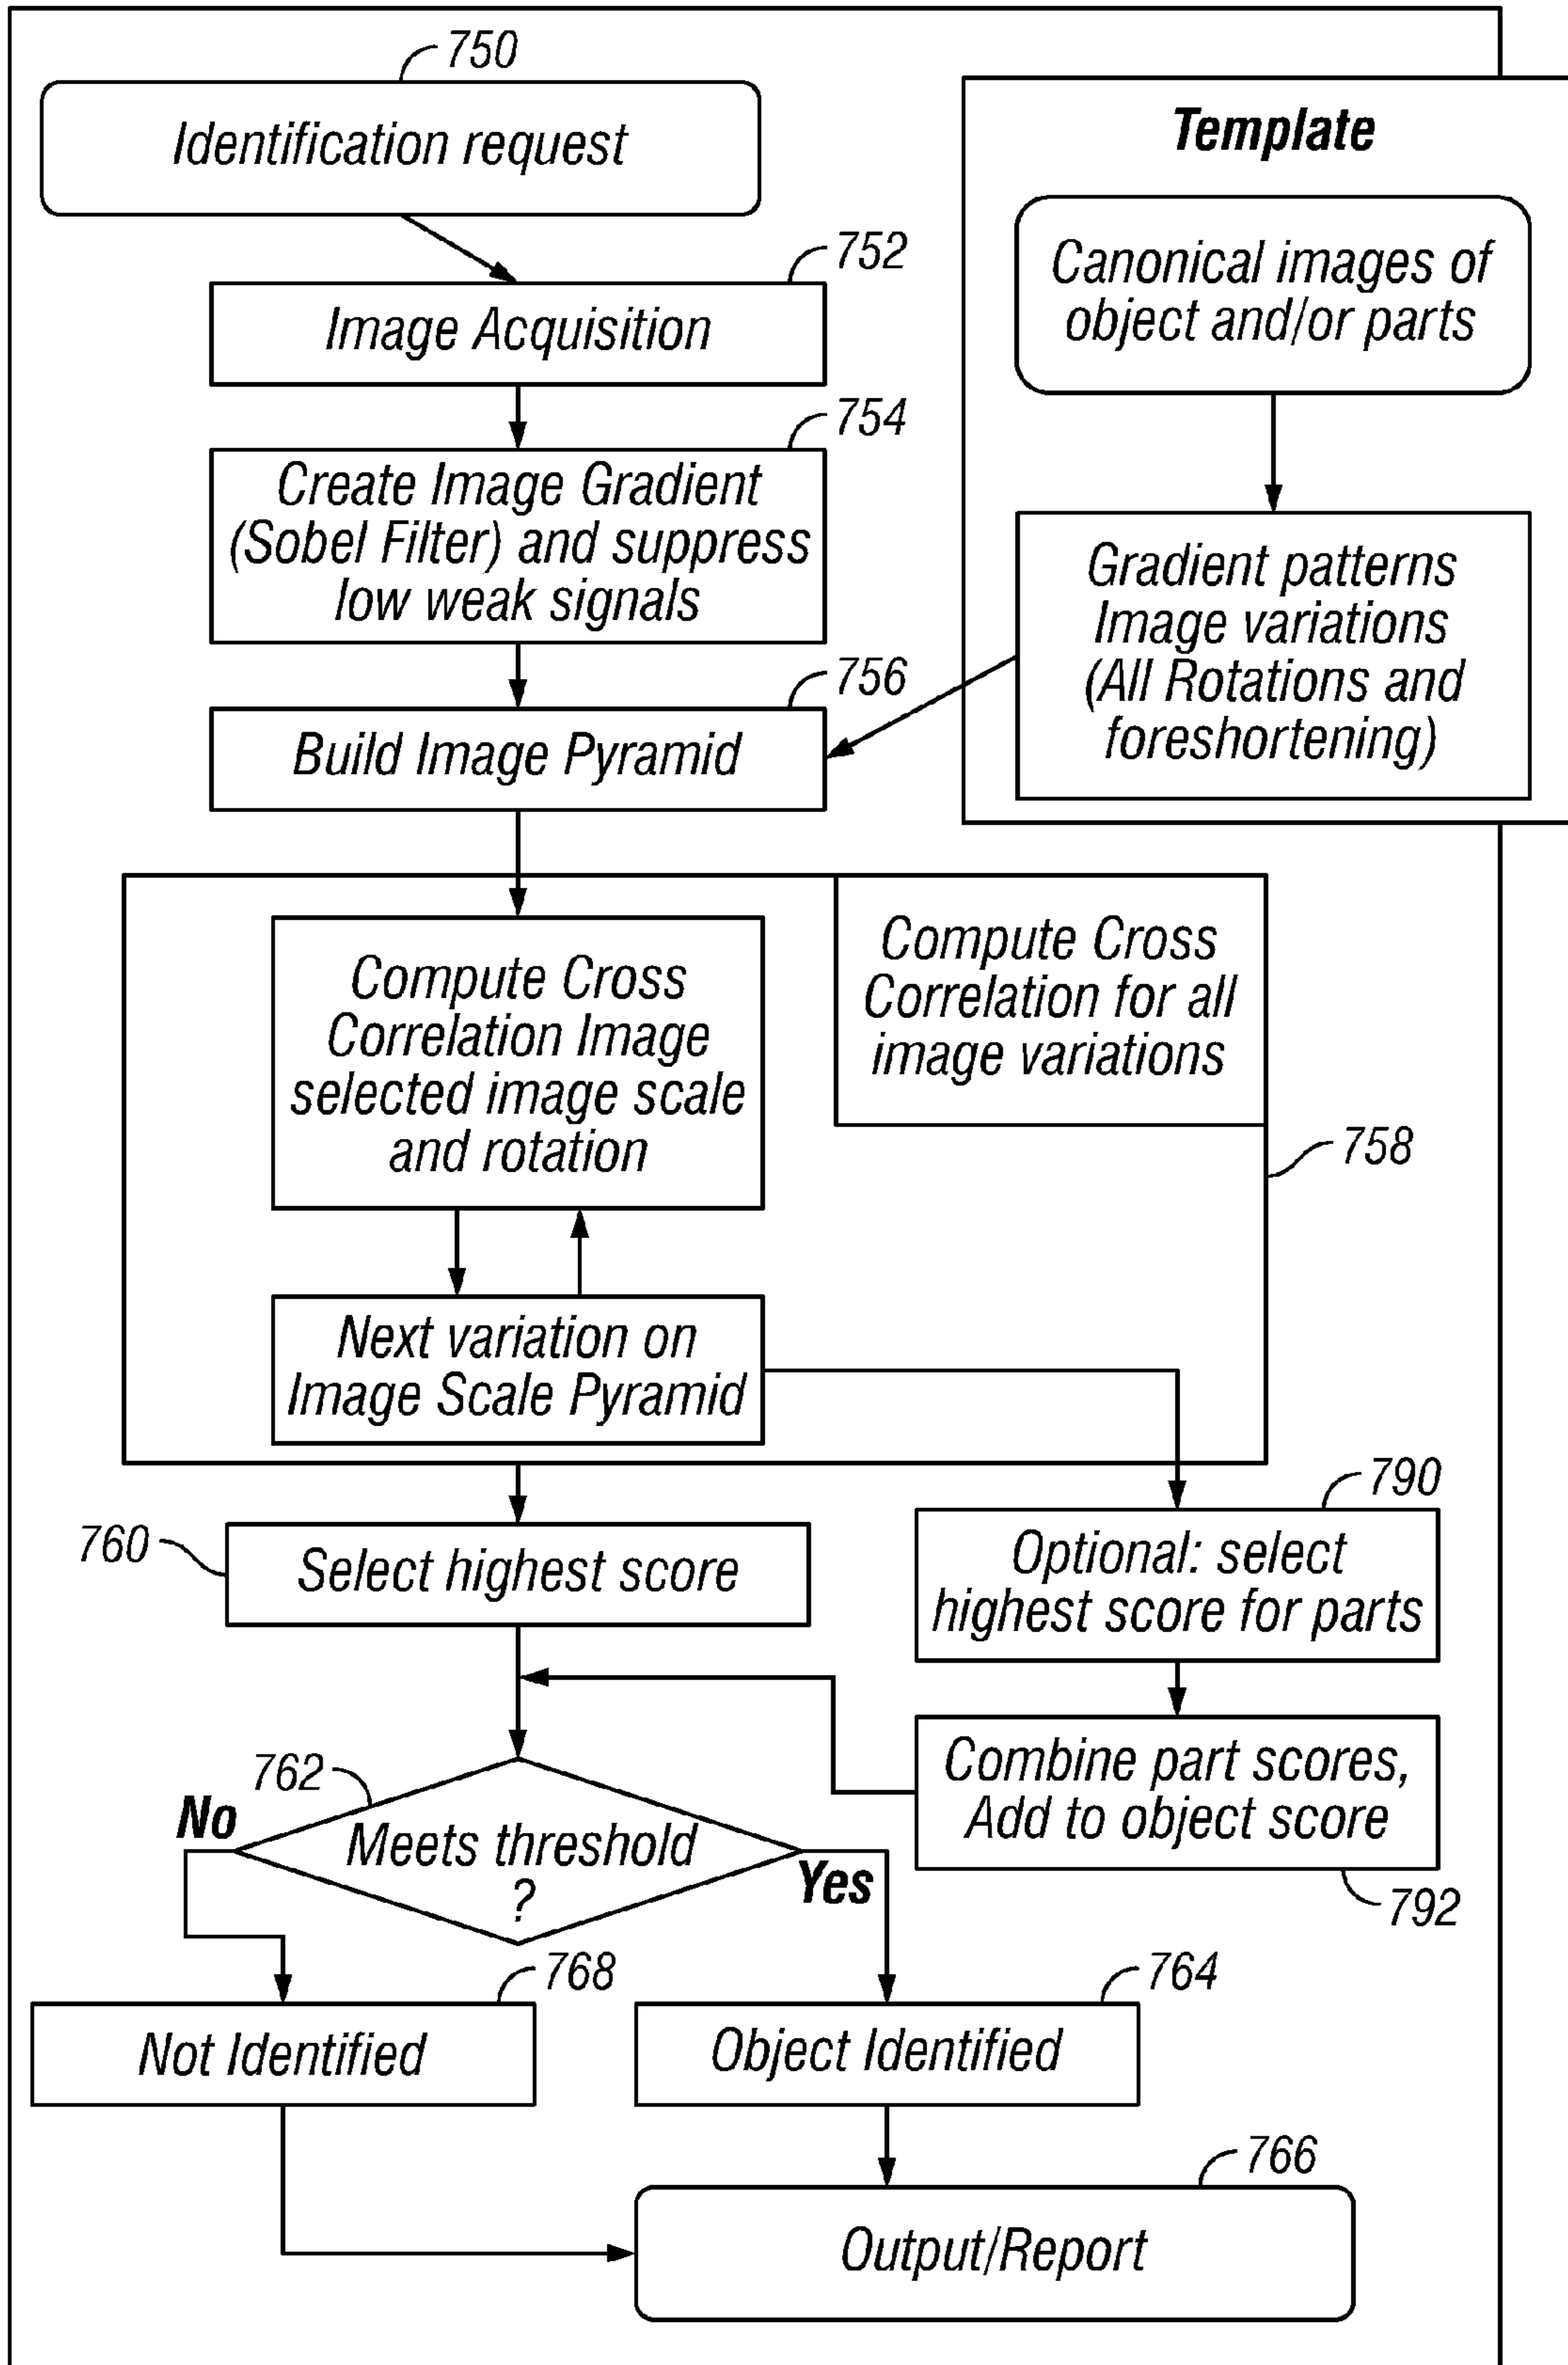 750
Identification request
Template
Canonical images of
object and/or parts
752
Image Acquisition
754
Create Image Gradient
(Sobel Filter) and suppress
low weak signals
Gradient patterns
Image variations
(All Rotations and
foreshortening)
756
Build Image Pyramid
Compute Cross
Correlation Image
selected image scale
and rotation
Compute Cross
Correlation for all
image variations
758
Next variation on
Image Scale Pyramid
760
Select highest score
790
Optional: select
highest score for parts
Combine part scores,
Add to object score
792
762
No
Meets threshold
?
Yes
768
Not Identified
764
Object Identified
766
Output/Report